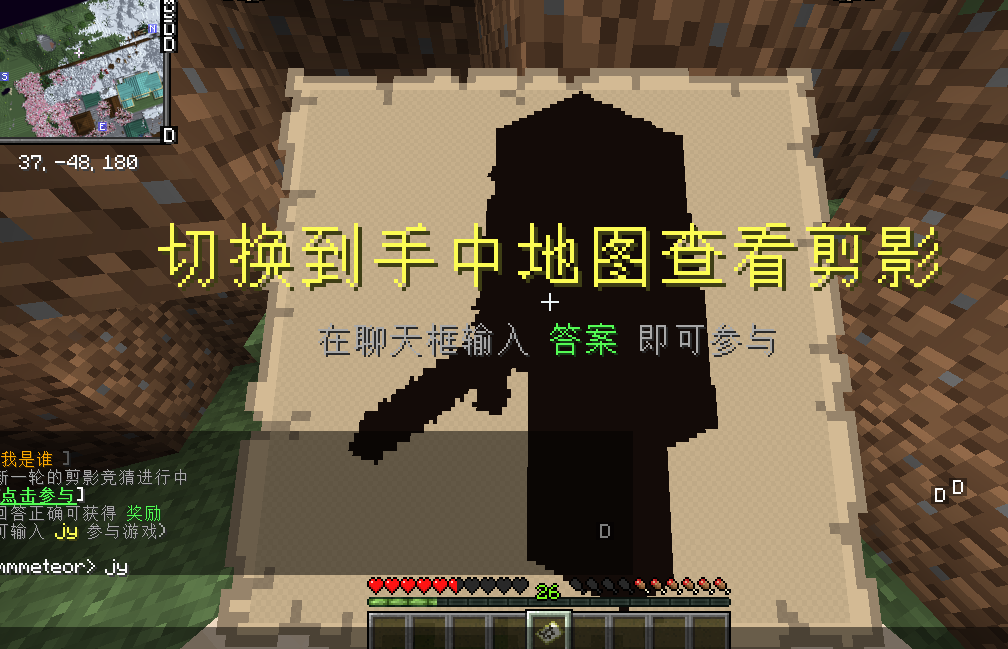 37, -48, 180
切换到手中地图查看剪影
在聊天框输入 答案 即可参与
我是谁 ]
新一轮的剪影竞猜进行中
点击参与]
回答正确可获得 奖励
可输入 jy 参与游戏)
mmmeteor> jy
26